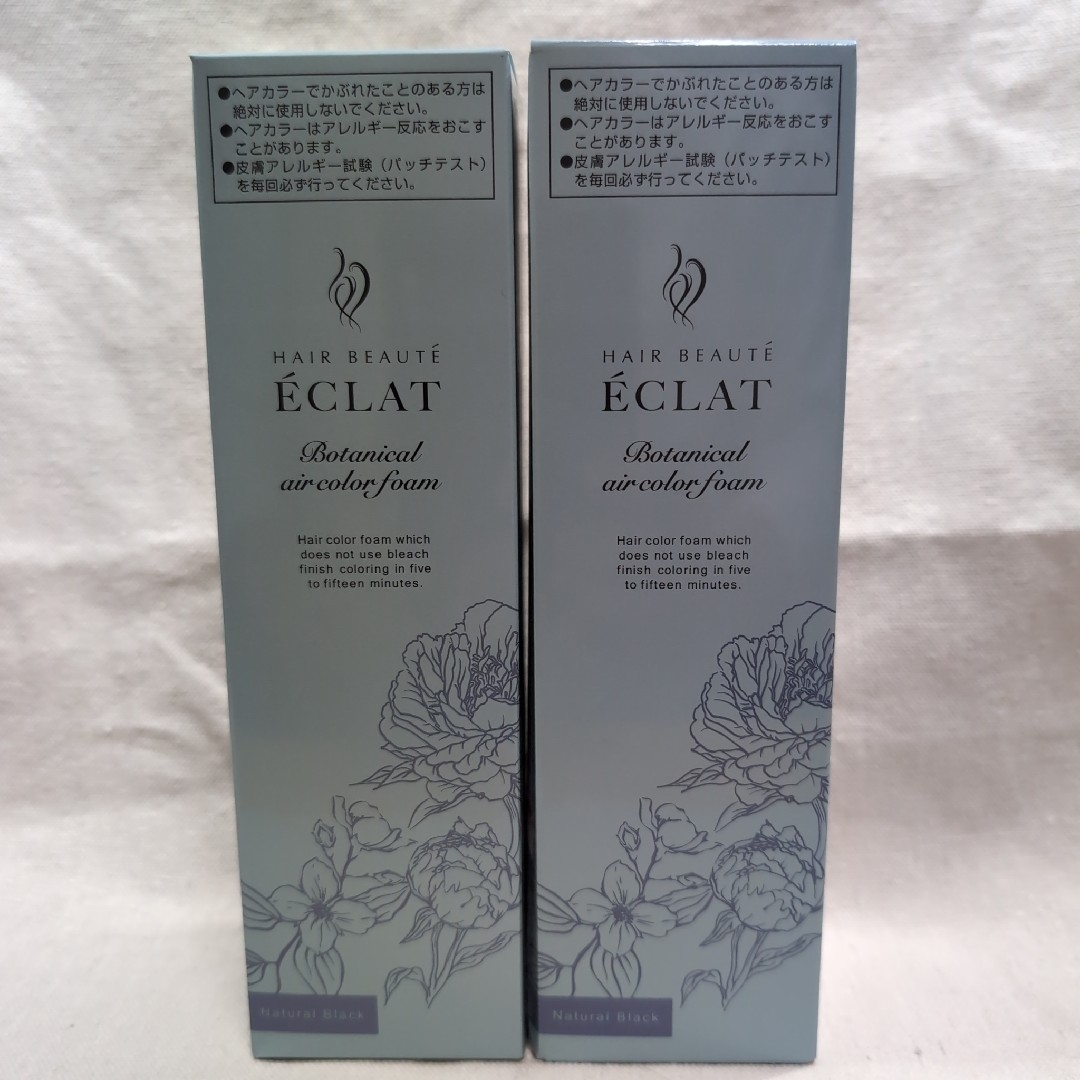 ●ヘアカラーでかぶれたことのある方は
絶対に使用しないでください。
●ヘアカラーはアレルギー反応をおこす
ことがあります。
●皮膚アレルギー試験（パッチテスト）
を毎回必ず行ってください。
HAIR BEAUTÉ
ÉCLAT
Botanical
air color foam
Hair color foam which
does not use bleach
finish coloring in five
to fifteen minutes.
Natural Black
●ヘアカラーでかぶれたことのある方は
絶対に使用しないでください。
●ヘアカラーはアレルギー反応をおこす
ことがあります。
●皮膚アレルギー試験（パッチテスト）
を毎回必ず行ってください。
HAIR BEAUTÉ
ÉCLAT
Botanical
air color foam
Hair color foam which
does not use bleach
finish coloring in five
to fifteen minutes.
Natural Black